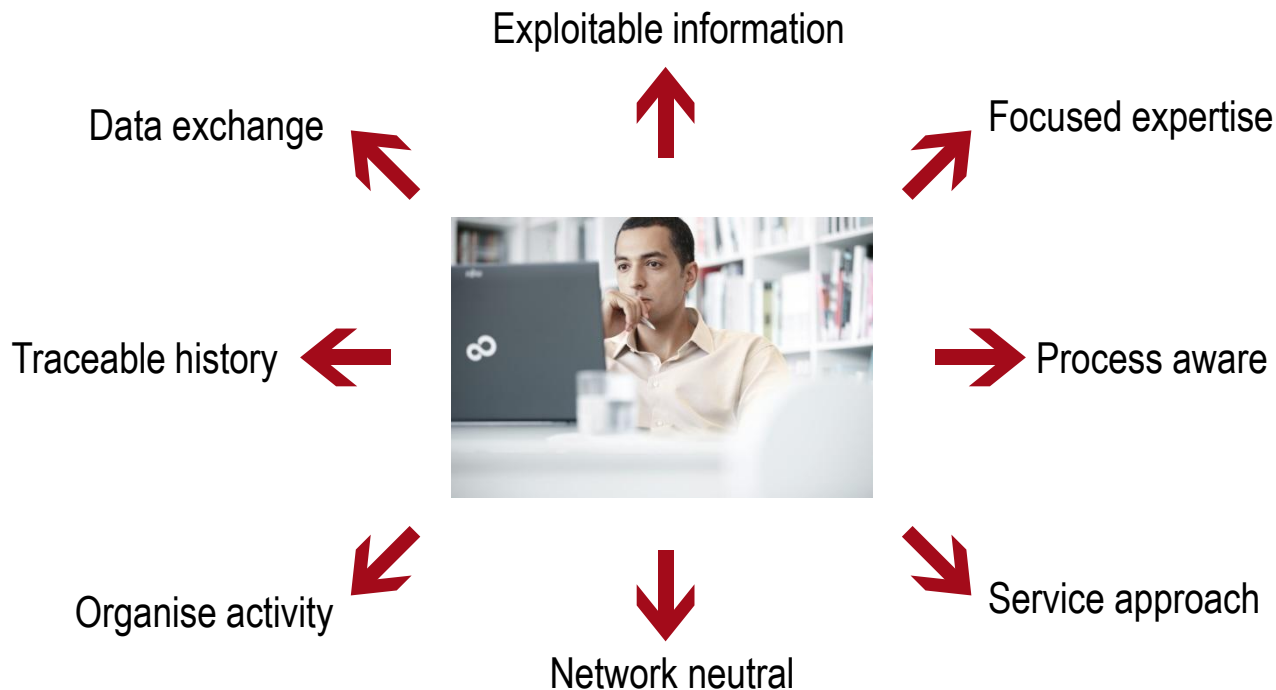 Exploitable information
Data exchange
Focused expertise
Traceable history
Process aware
Organise activity
Service approach
Network neutral